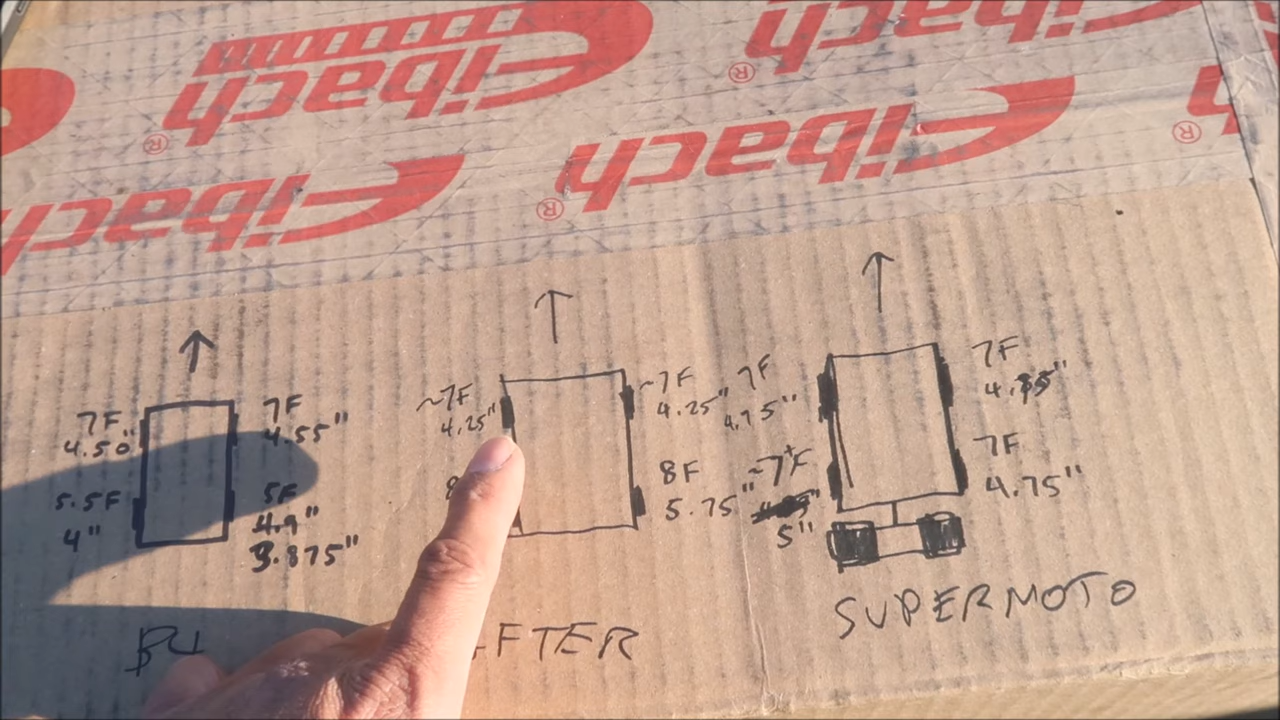 Eibach
Eibach
Eibach
Eibach
7F
4.50"
7F
4.55"
5.5F
4"
5F
4.9"
3.875"
~7F
4.25"
~7F
4.25"
8F
5.75"
FTER
7F
4.75"
7F
~7+F
5"
7F
4.75"
SUPERMOTO